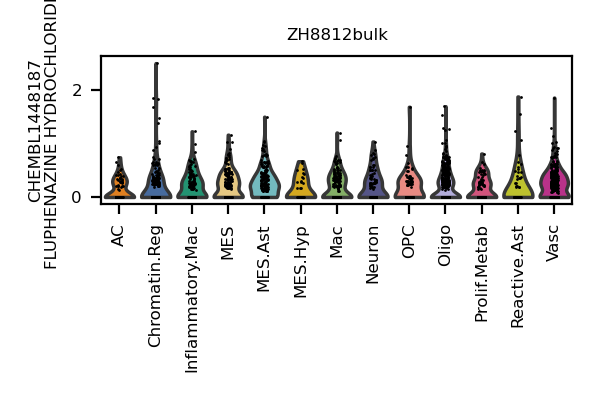 ZH8812bulk
CHEMBL1448187
FLUPHENAZINE HYDROCHLORIDE
2
0
AC
Chromatin.Reg
Inflammatory.Mac
MES
MES.Ast
MES.Hyp
Mac
Neuron
OPC
Oligo
Prolif.Metab
Reactive.Ast
Vasc